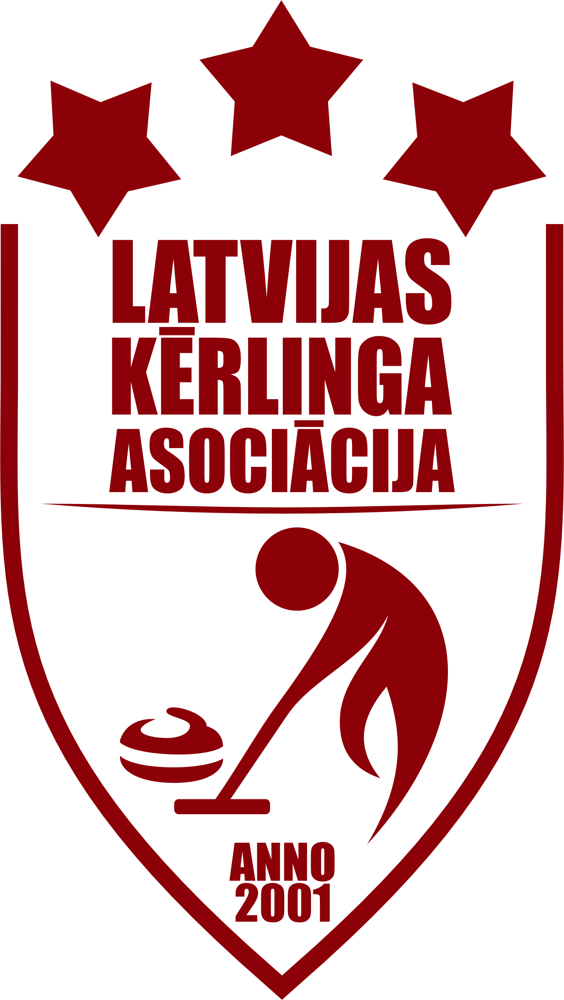 LATVIJAS
KĒRLINGA
ASOCIĀCIJA
ANNO
2001